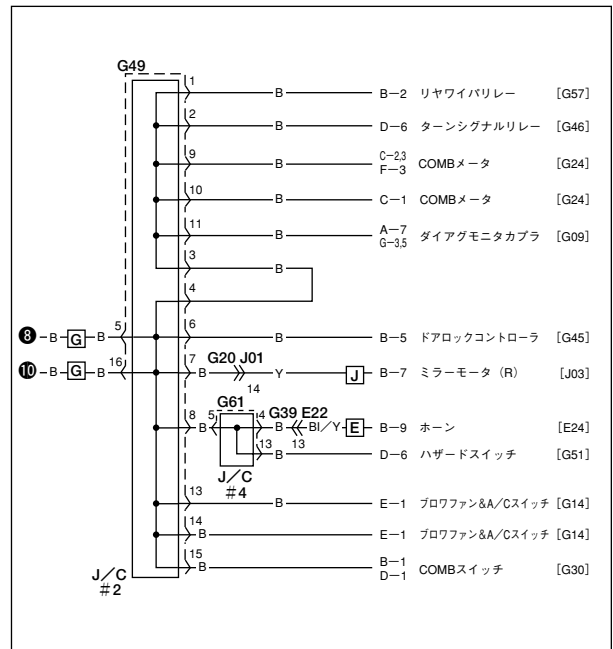 G49
1 B B−2 リヤワイパリレー [G57]
2 B D−6 ターンシグナルリレー [G46]
9 B C−2,3 F−3 COMBメータ [G24]
10 B C−1 COMBメータ [G24]
11 B A−7 G−3,5 ダイアグモニタカプラ [G09]
3 B
4
8 B G B 5 6 B B−5 ドアロックコントローラ [G45]
10 B G B 16 7 B G20 J01 14 Y J B−7 ミラーモータ (R) [J03]
G61 G39 E22
8 B 5 4 B 13 Bl/Y E B−9 ホーン [E24]
13 B D−6 ハザードスイッチ [G51]
J/C
#4
13 B E−1 ブロワファン&A/Cスイッチ [G14]
14 B E−1 ブロワファン&A/Cスイッチ [G14]
15 B B−1 D−1 COMBスイッチ [G30]
J/C
#2